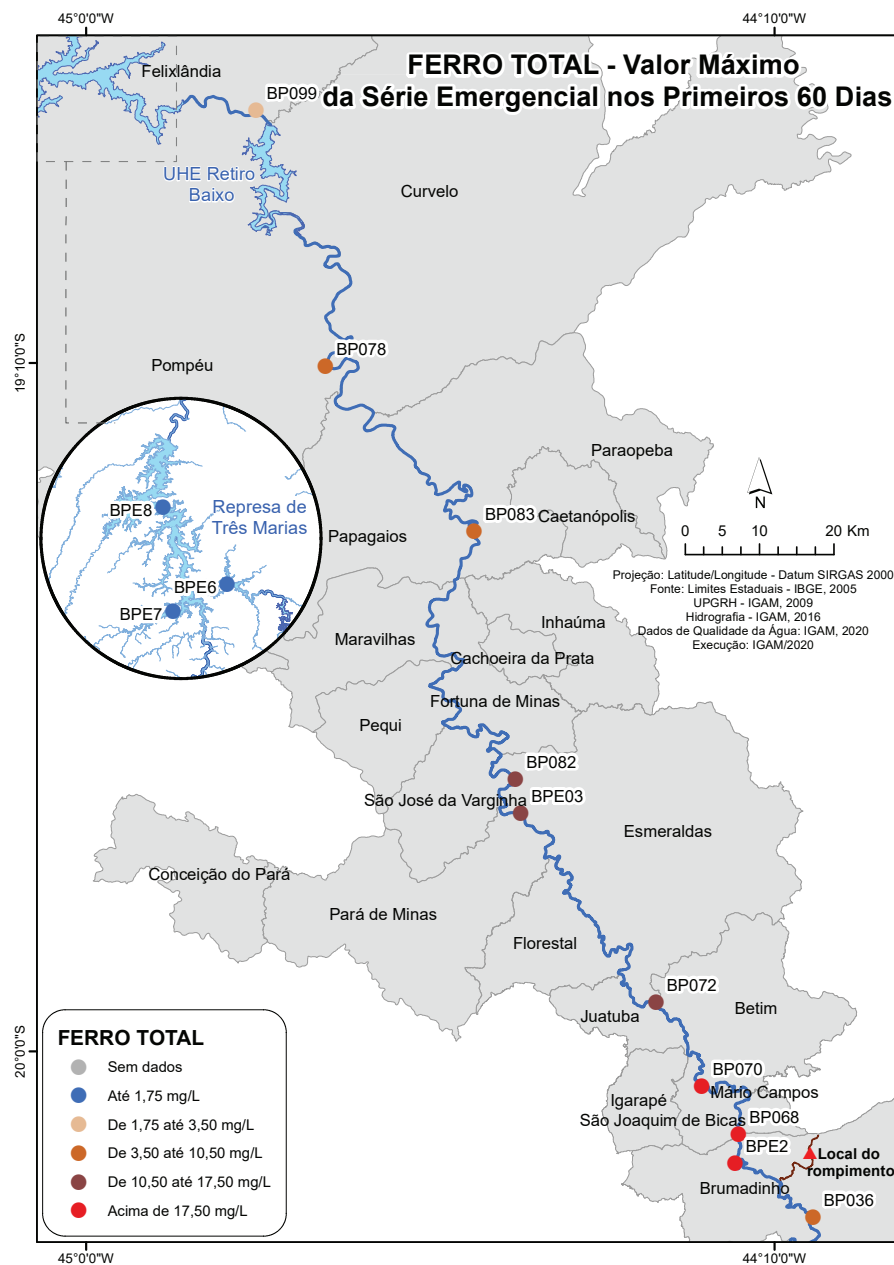 45°0'0"W
44°10'0"W
FERRO TOTAL - Valor Máximo
da Série Emergencial nos Primeiros 60 Dias
Felixlândia
BP099
UHE Retiro
Baixo
Curvelo
19°10'0"S
Pompéu
BP078
Paraopeba
BP083
Caetanópolis
Papagaios
BPE8
Represa de
Três Marias
BPE6
BPE7
N
0 5 10 20 Km
Projeção: Latitude/Longitude - Datum SIRGAS 2000
Fonte: Limites Estaduais - IBGE, 2005
UPGRH - IGAM, 2009
Hidrografia - IGAM, 2016
Dados de Qualidade da Água: IGAM, 2020
Execução: IGAM/2020
Inhaúma
Maravilhas
Cachoeira da Prata
Fortuna de Minas
Pequi
BP082
São José da Varginha
BPE03
Esmeraldas
Conceição do Pará
Pará de Minas
Florestal
BP072
Juatuba
Betim
20°0'0"S
BP070
Mário Campos
Igarapé
São Joaquim de Bicas
BP068
BPE2
Local do
rompimento
Brumadinho
BP036
FERRO TOTAL
Sem dados
Até 1,75 mg/L
De 1,75 até 3,50 mg/L
De 3,50 até 10,50 mg/L
De 10,50 até 17,50 mg/L
Acima de 17,50 mg/L
45°0'0"W
44°10'0"W